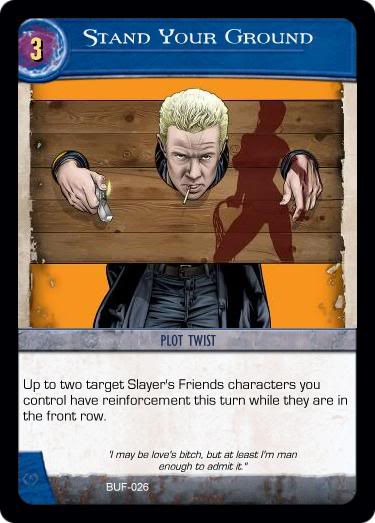 3
Stand Your Ground
PLOT TWIST
Up to two target Slayer's Friends characters you
control have reinforcement this turn while they are in
the front row.
"I may be love's bitch, but at least I'm man
enough to admit it."
BUF-026